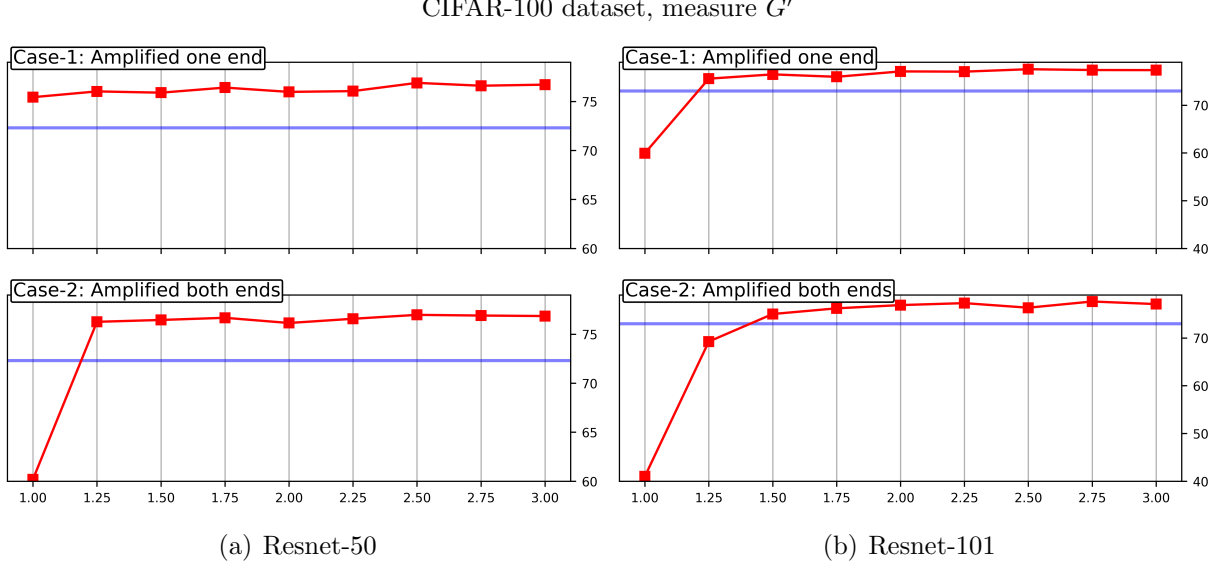 CIFAR-100 dataset, measure G′
Case-1: Amplified one end
75
70
65
60
Case-2: Amplified both ends
75
70
65
60
1.00 1.25 1.50 1.75 2.00 2.25 2.50 2.75 3.00
(a) Resnet-50
Case-1: Amplified one end
70
60
50
40
Case-2: Amplified both ends
70
60
50
40
1.00 1.25 1.50 1.75 2.00 2.25 2.50 2.75 3.00
(b) Resnet-101